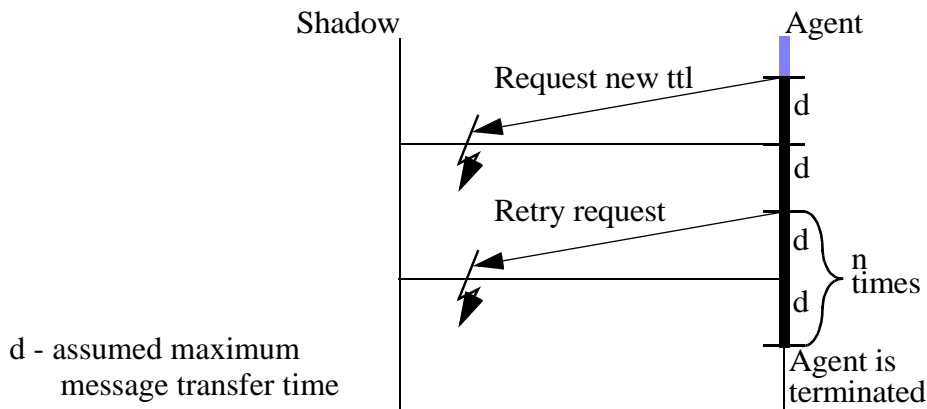 Shadow
Agent
Request new ttl
d
d
Retry request
d
n
times
d
d - assumed maximum
message transfer time
Agent is
terminated